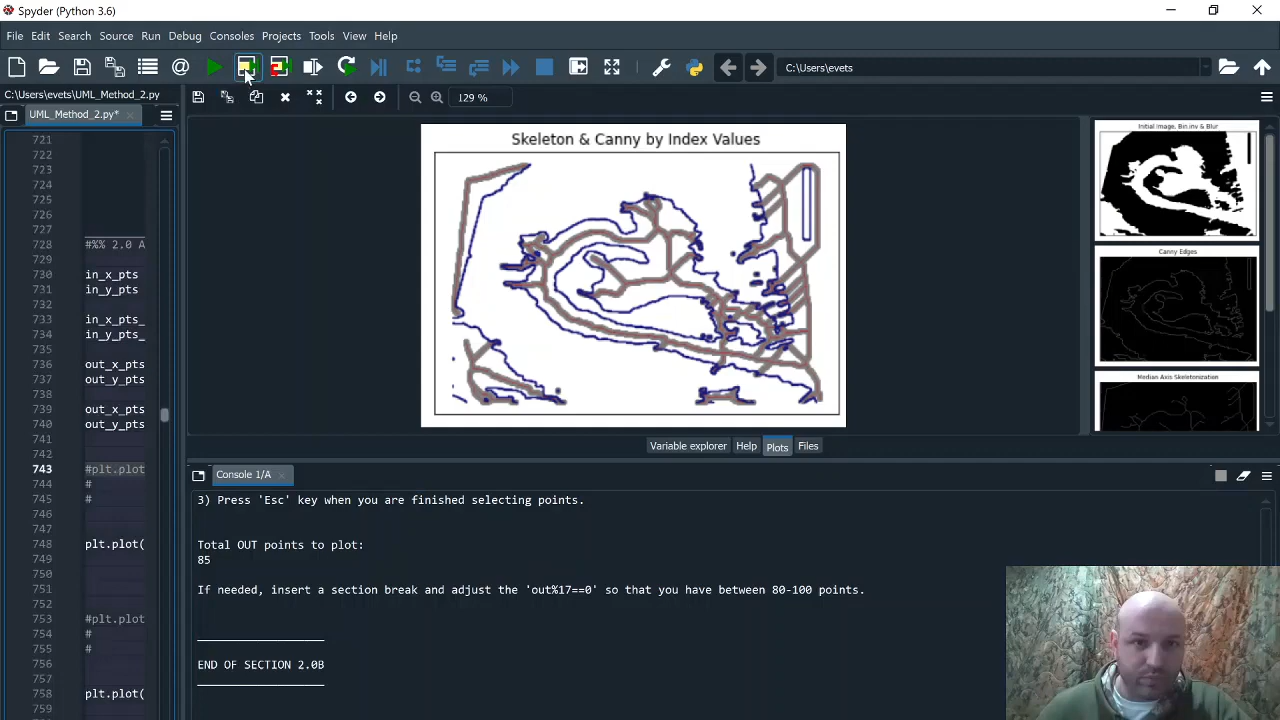 Spyder (Python 3.6)
File Edit Search Source Run Debug Consoles Projects Tools View Help
C:\Users\evets
C:\Users\evets\UML_Method_2.py
UML_Method_2.py*
129 %
721
722
723
724
725
726
727
728 #%% 2.0 A
729
730 in_x_pts
731 in_y_pts
732
733 in_x_pts_
734 in_y_pts_
735
736 out_x_pts
737 out_y_pts
738
739 out_x_pts
740 out_y_pts
741
742
743 #plt.plot
744 #
745 #
746
747
748 plt.plot(
749
750
751
752
753 #plt.plot
754 #
755 #
756
757
758 plt.plot(
Skeleton & Canny by Index Values
Initial Image, Bin.inv & Blur
Canny Edges
Median Axis Skeletonization
Variable explorer Help Plots Files
Console 1/A
3) Press 'Esc' key when you are finished selecting points.
Total OUT points to plot:
85
If needed, insert a section break and adjust the 'out%17==0' so that you have between 80-100 points.
END OF SECTION 2.0B